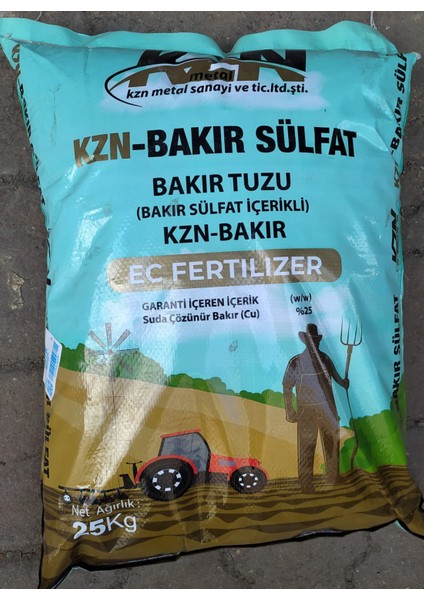 KZN
metal
kzn metal sanayi ve tic.ltd.şti.
KZN-BAKIR SÜLFAT
BAKIR TUZU
(BAKIR SÜLFAT İÇERİKLİ)
KZN-BAKIR
EC FERTILIZER
GARANTİ İÇEREN İÇERİK (w/w)
Suda Çözünür Bakır (Cu) %25
Net Ağırlık
25Kg
KZN
BAKIR SÜLFAT